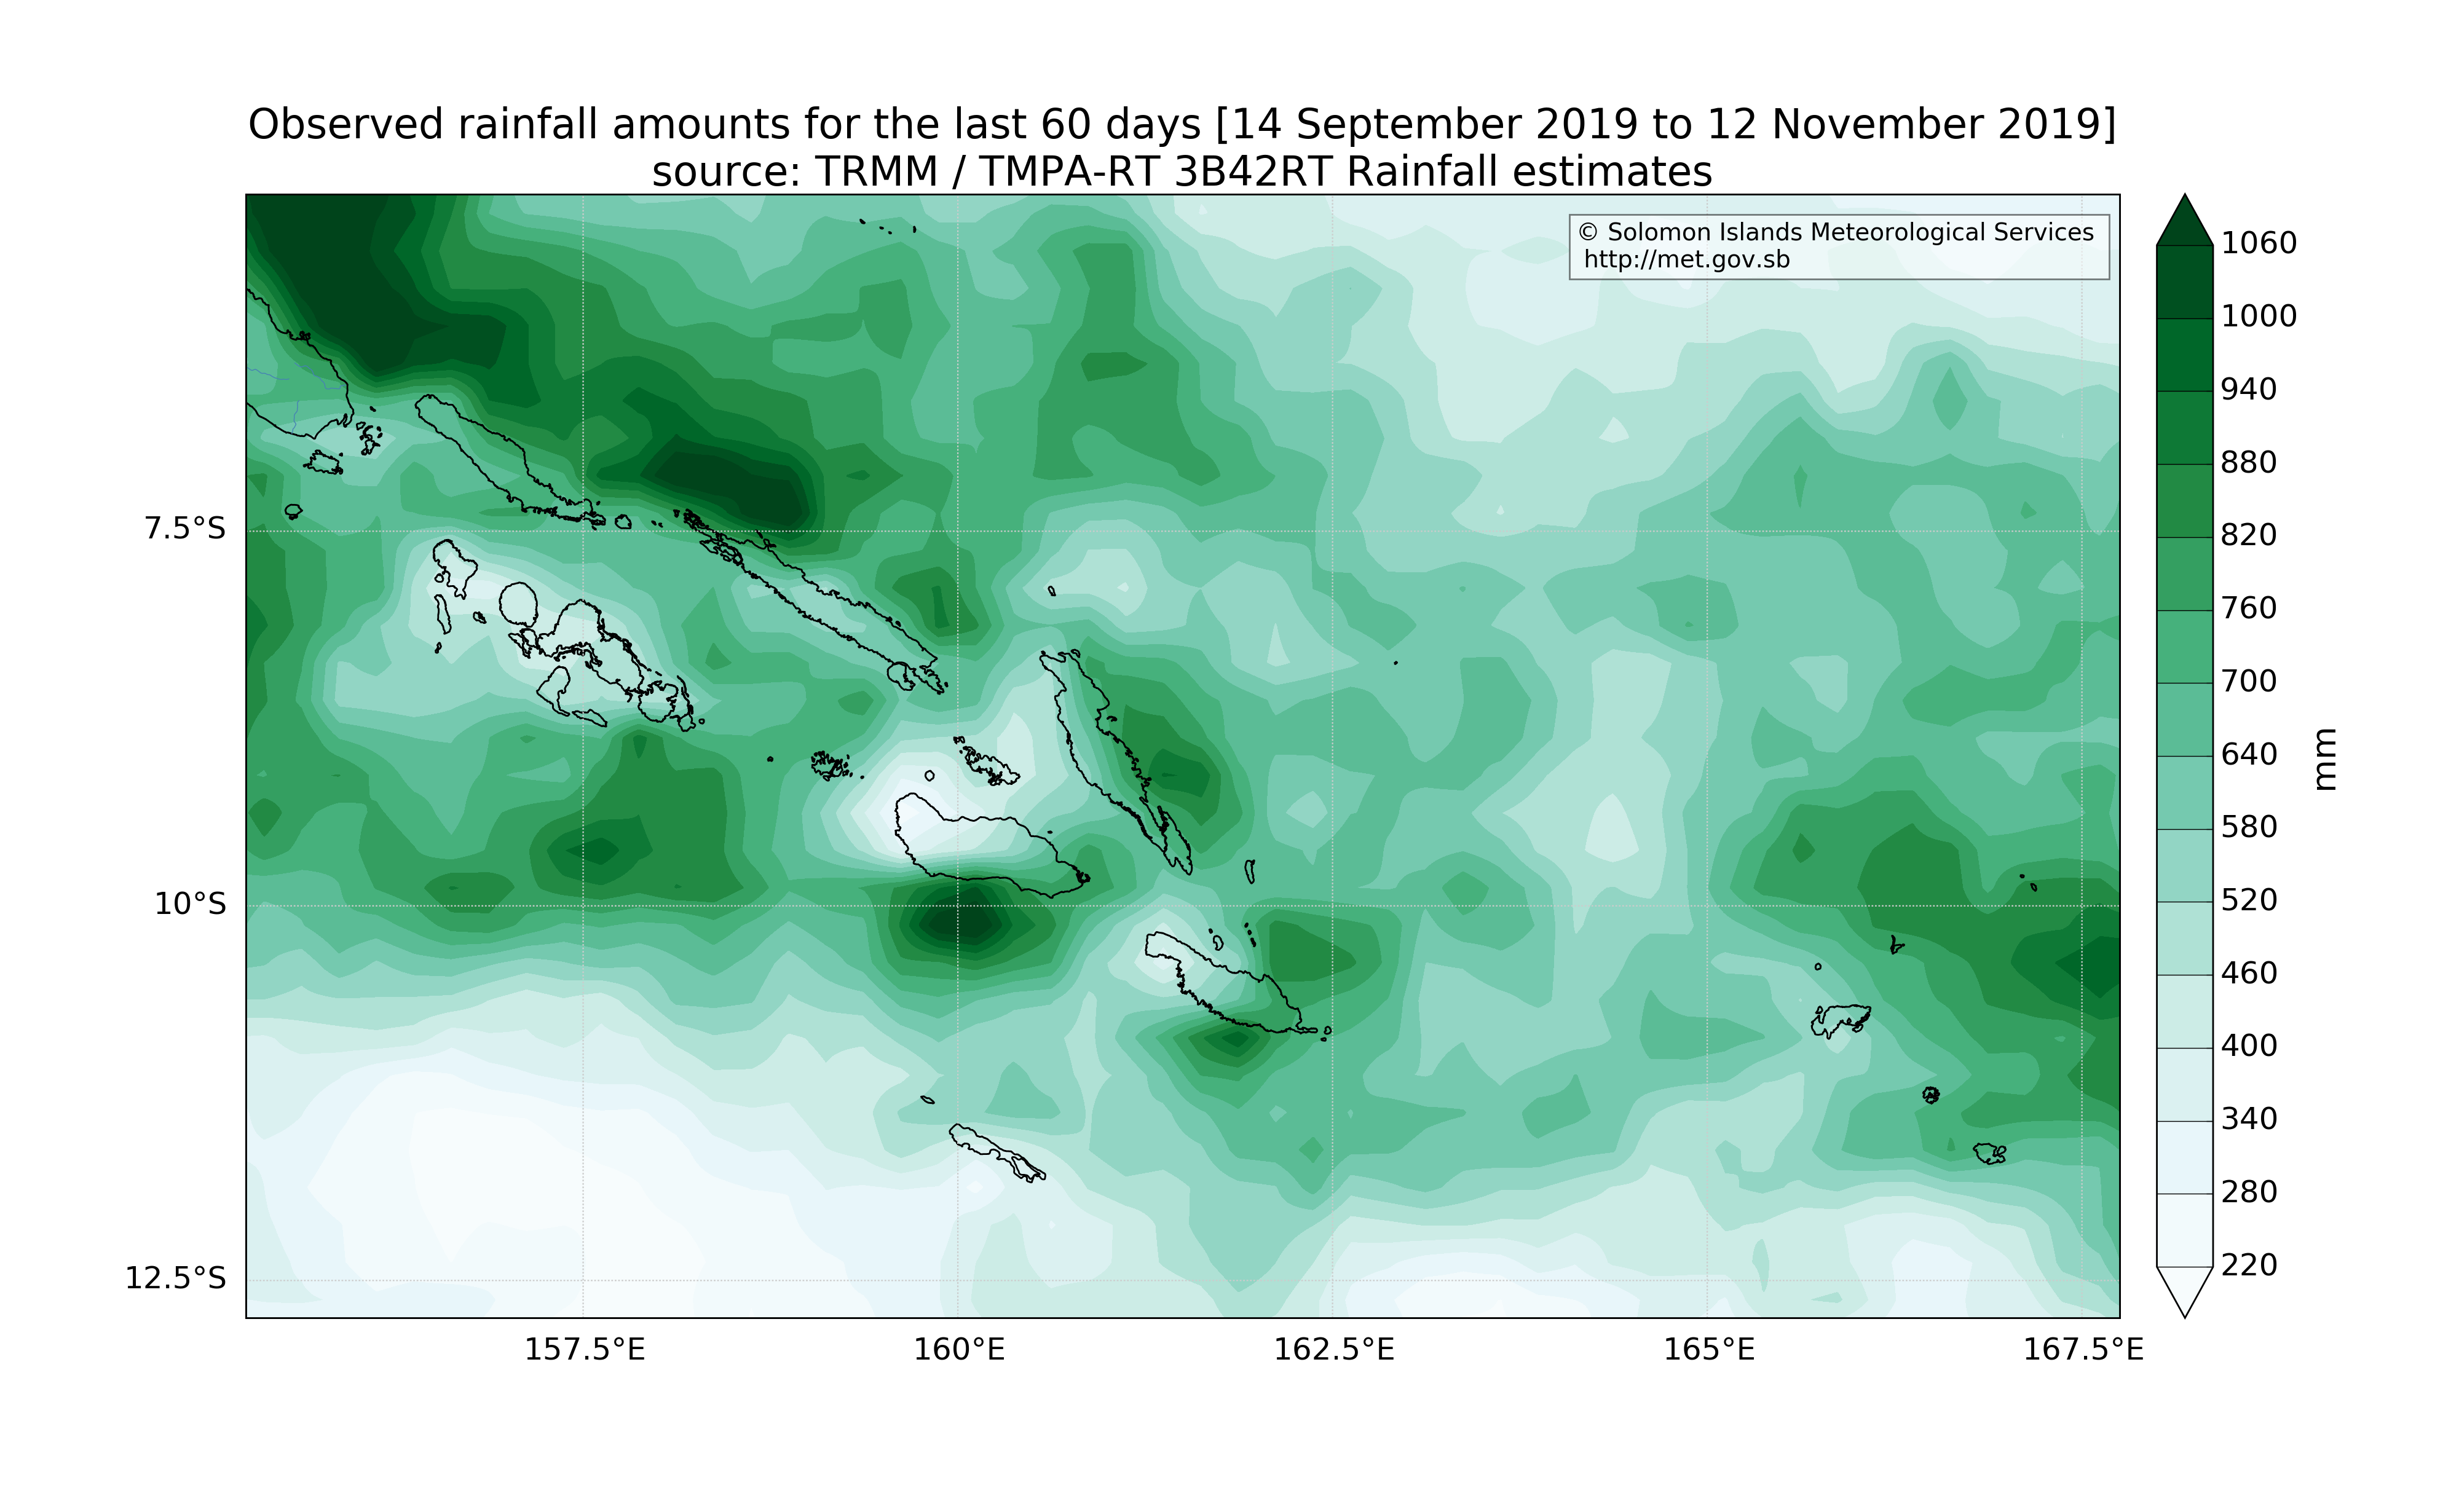 Observed rainfall amounts for the last 60 days [14 September 2019 to 12 November 2019]
source: TRMM / TMPA-RT 3B42RT Rainfall estimates
© Solomon Islands Meteorological Services
http://met.gov.sb
7.5°S
10°S
12.5°S
157.5°E
160°E
162.5°E
165°E
167.5°E
1060
1000
940
880
820
760
700
640
580
520
460
400
340
280
220
mm